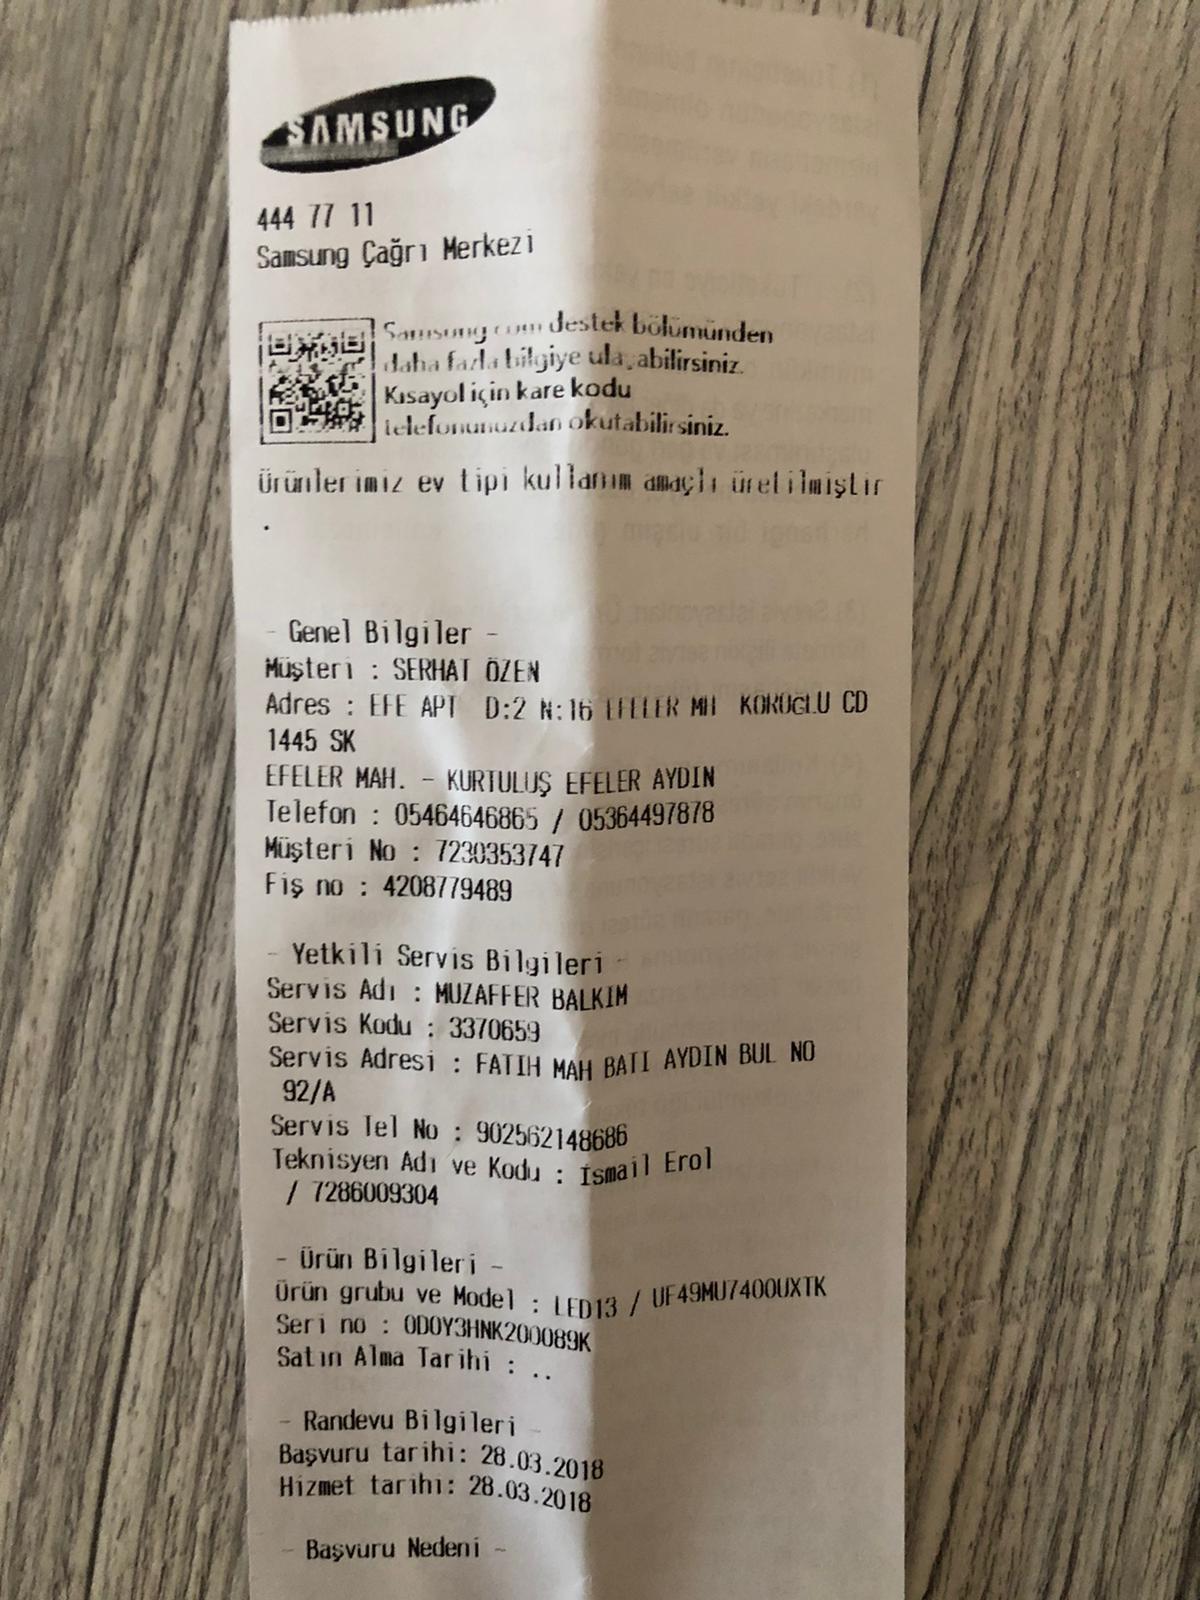 SAMSUNG
444 77 11
Samsung Çağrı Merkezi
Samsung.com destek bölümünden
daha fazla bilgiye ulaşabilirsiniz.
Kısayol için kare kodu
telefonunuzdan okutabilirsiniz.
Ürünlerimiz ev tipi kullanım amaçlı üretilmiştir
.
- Genel Bilgiler -
Müşteri : SERHAT ÖZEN
Adres : EFE APT D:2 N:16 EFELER MH KOROĞLU CD
1445 SK
EFELER MAH. - KURTULUŞ EFELER AYDIN
Telefon : 05464646865 / 05364497878
Müşteri No : 7230353747
Fiş no : 4208779489
- Yetkili Servis Bilgileri -
Servis Adı : MUZAFFER BALKIM
Servis Kodu : 3370659
Servis Adresi : FATIH MAH BATI AYDIN BUL NO
92/A
Servis Tel No : 902562148686
Teknisyen Adı ve Kodu : İsmail Erol
/ 7286009304
- Ürün Bilgileri -
Ürün grubu ve Model : LED13 / UF49MU7400UXTK
Seri no : 0D0Y3HNK200089K
Satın Alma Tarihi : ..
- Randevu Bilgileri -
Başvuru tarihi: 28.03.2018
Hizmet tarihi: 28.03.2018
- Başvuru Nedeni -